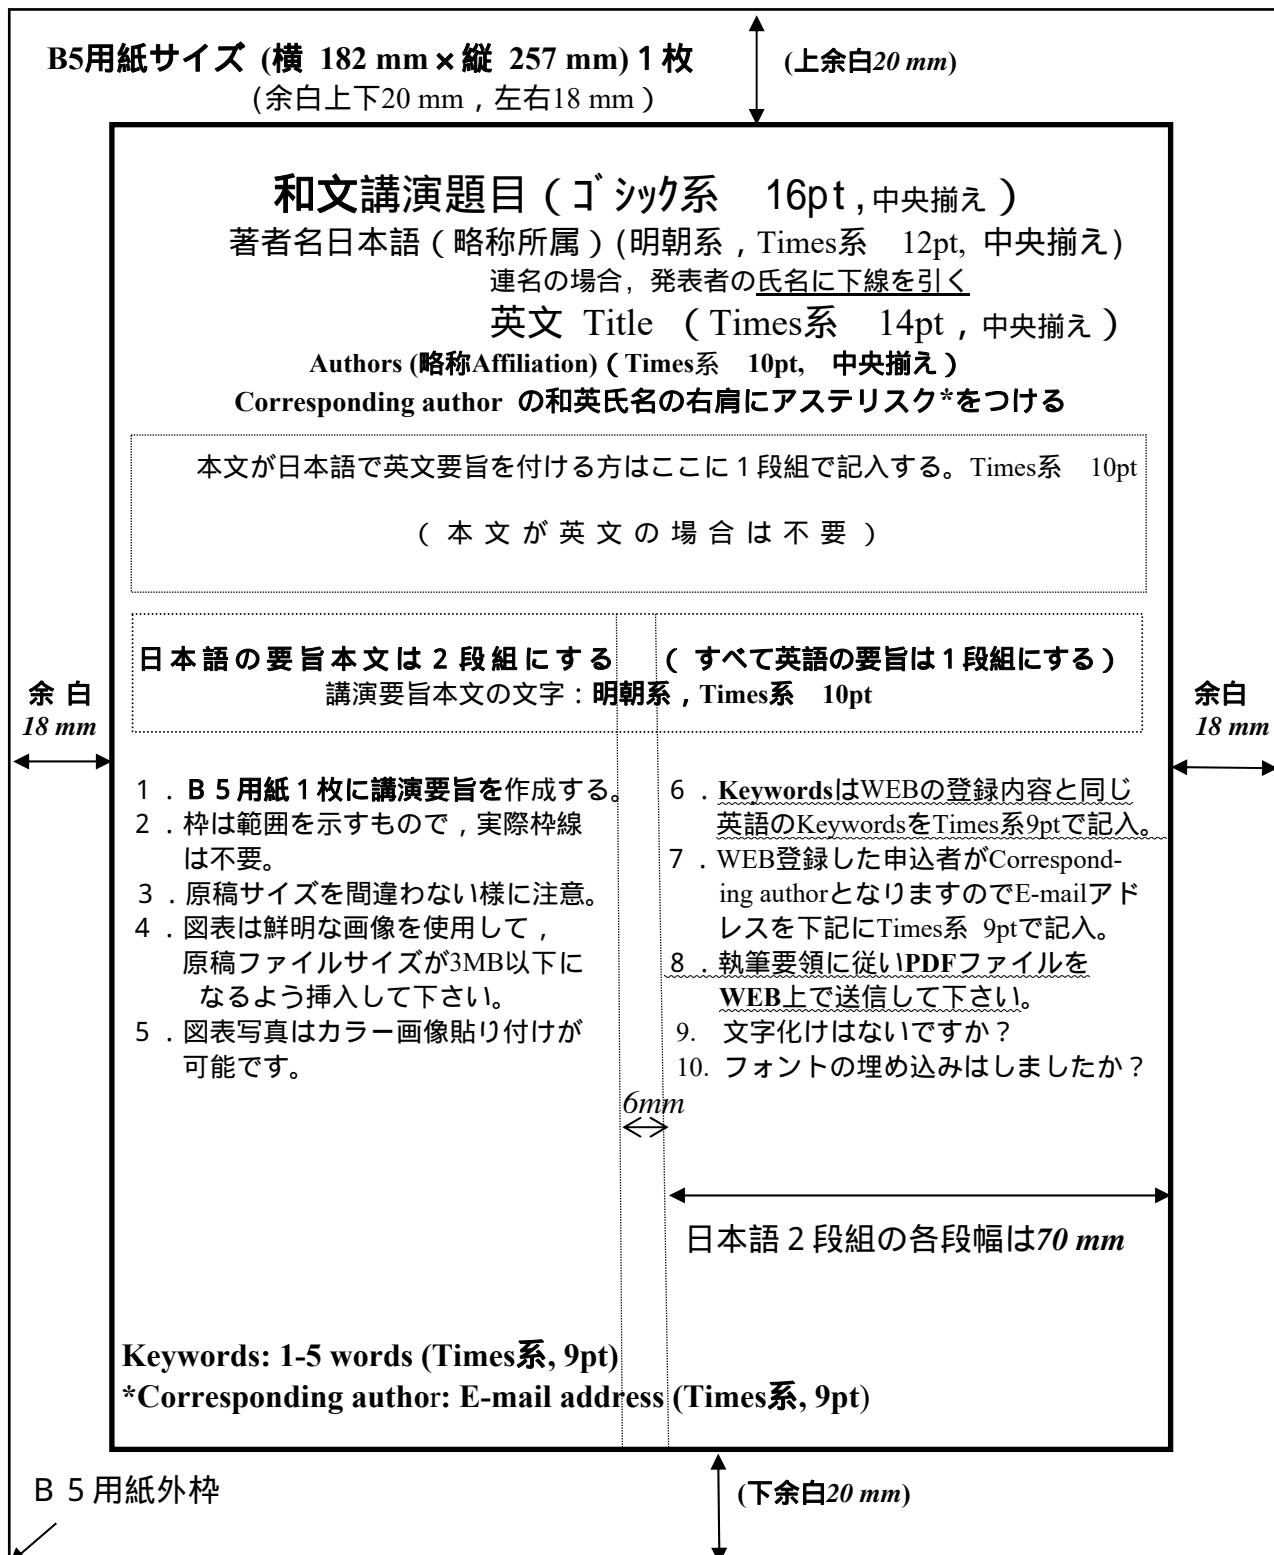 B5用紙サイズ (横 182 mm×縦 257 mm)１枚
(上余白20 mm)
(余白上下20 mm，左右18 mm）
和文講演題目（ｺﾞｼｯｸ系　16pt,中央揃え）
著者名日本語（略称所属）(明朝系，Times系　12pt, 中央揃え)
連名の場合, 発表者の氏名に下線を引く
英文 Title （Times系　14pt，中央揃え）
Authors (略称Affiliation)（Times系　10pt,　中央揃え）
Corresponding author の和英氏名の右肩にアステリスク*をつける
本文が日本語で英文要旨を付ける方はここに１段組で記入する。Times系　10pt
（本文が英文の場合は不要）
日本語の要旨本文は２段組にする　（すべて英語の要旨は１段組にする）
講演要旨本文の文字：明朝系，Times系　10pt
余 白
18 mm
余白
18 mm
１．Ｂ５用紙１枚に講演要旨を作成する。
２．枠は範囲を示すもので，実際枠線
は不要。
３．原稿サイズを間違わない様に注意。
４．図表は鮮明な画像を使用して，
原稿ファイルサイズが3MB以下に
なるよう挿入して下さい。
５．図表写真はカラー画像貼り付けが
可能です。
６．KeywordsはWEBの登録内容と同じ
英語のKeywordsをTimes系9ptで記入。
７．WEB登録した申込者がCorrespond-
ing authorとなりますのでE-mailアド
レスを下記にTimes系 9ptで記入。
８．執筆要領に従いPDFファイルを
WEB上で送信して下さい。
9.　文字化けはないですか？
10. フォントの埋め込みはしましたか？
6mm
日本語２段組の各段幅は70 mm
Keywords: 1-5 words (Times系, 9pt)
*Corresponding author: E-mail address (Times系, 9pt)
Ｂ５用紙外枠
(下余白20 mm)